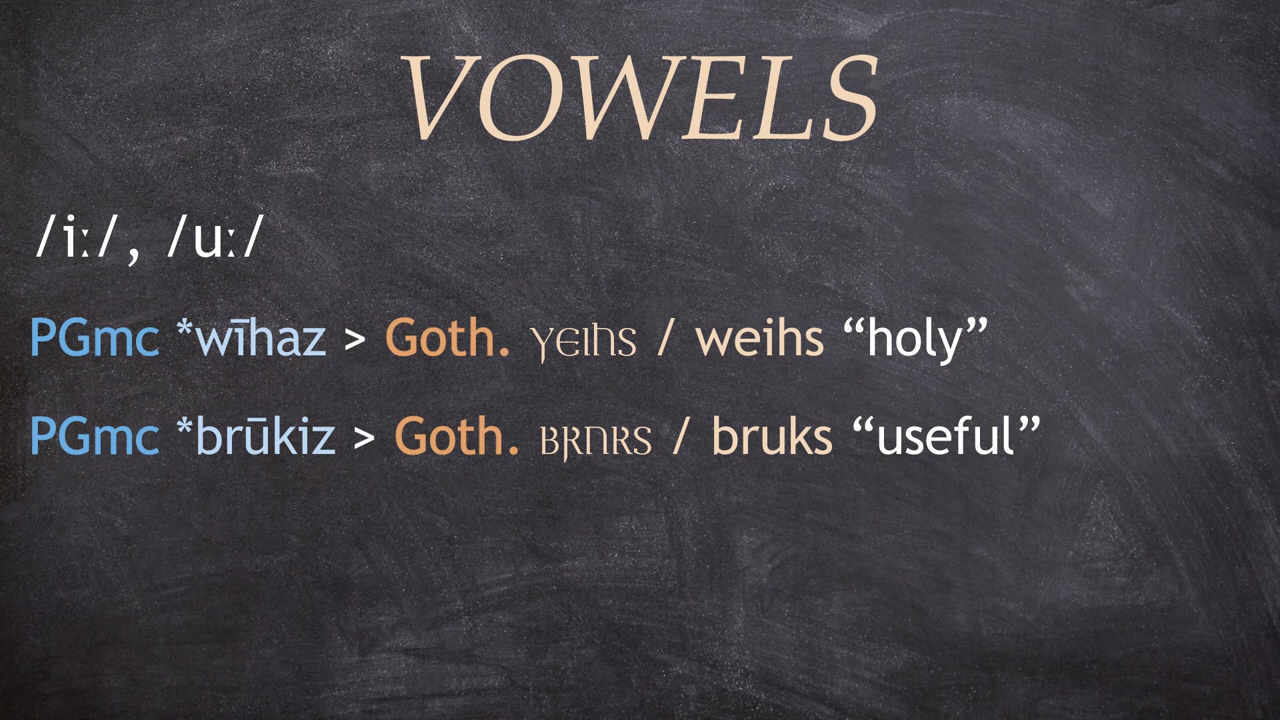 VOWELS
/iː/, /uː/
PGmc *wīhaz > Goth. 𐍅𐌴𐌹𐌷𐍃 / weihs “holy”
PGmc *brūkiz > Goth. 𐌱𐍂𐌿𐌺𐍃 / bruks “useful”